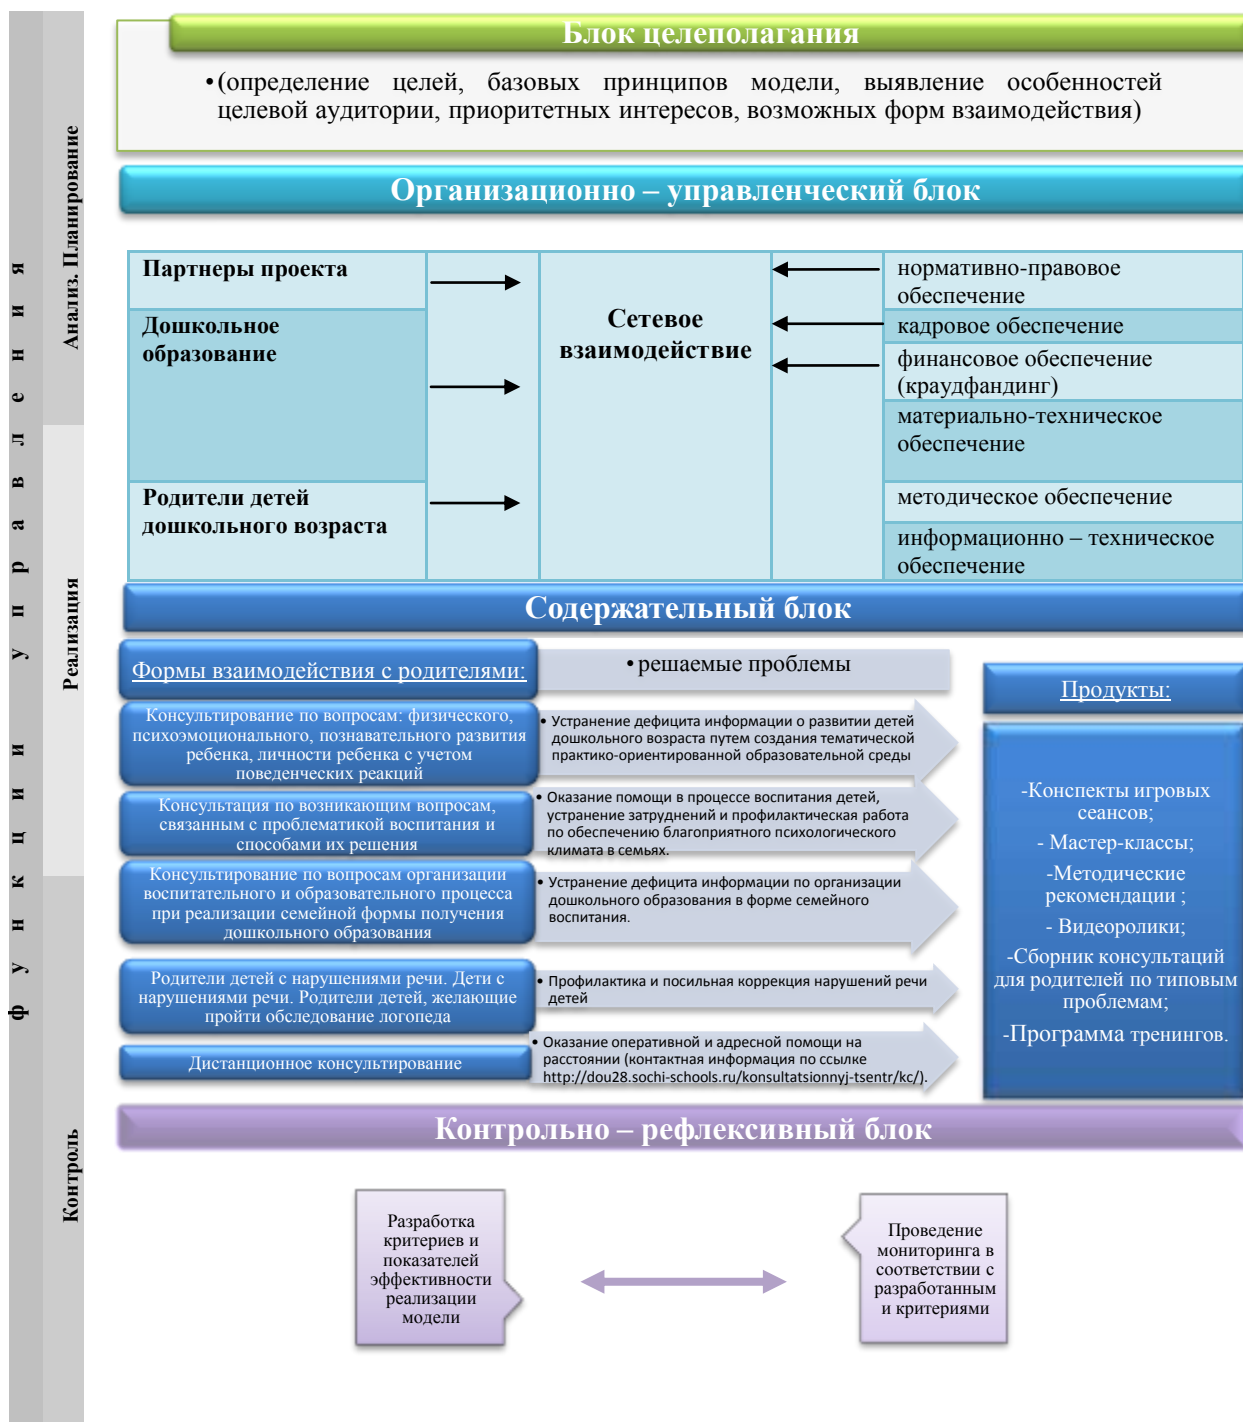 функции управления
Анализ. Планирование
Реализация
Контроль
Блок целеполагания
•(определение целей, базовых принципов модели, выявление особенностей
целевой аудитории, приоритетных интересов, возможных форм взаимодействия)
Организационно – управленческий блок
Партнеры проекта
Дошкольное
образование
Родители детей
дошкольного возраста
Сетевое
взаимодействие
нормативно-правовое
обеспечение
кадровое обеспечение
финансовое обеспечение
(краудфандинг)
материально-техническое
обеспечение
методическое обеспечение
информационно – техническое
обеспечение
Содержательный блок
Формы взаимодействия с родителями:
•решаемые проблемы
Консультирование по вопросам: физического,
психоэмоционального, познавательного развития
ребенка, личности ребенка с учетом
поведенческих реакций
• Устранение дефицита информации о развитии детей
дошкольного возраста путем создания тематической
практико-ориентированной образовательной среды
Консультация по возникающим вопросам,
связанным с проблематикой воспитания и
способами их решения
• Оказание помощи в процессе воспитания детей,
устранение затруднений и профилактическая работа
по обеспечению благоприятного психологического
климата в семьях.
Консультирование по вопросам организации
воспитательного и образовательного процесса
при реализации семейной формы получения
дошкольного образования
• Устранение дефицита информации по организации
дошкольного образования в форме семейного
воспитания.
Родители детей с нарушениями речи. Дети с
нарушениями речи. Родители детей, желающие
пройти обследование логопеда
• Профилактика и посильная коррекция нарушений речи
детей
Дистанционное консультирование
• Оказание оперативной и адресной помощи на
расстоянии (контактная информация по ссылке
http://dou28.sochi-schools.ru/konsultatsionnyj-tsentr/kc/).
Продукты:
-Конспекты игровых
сеансов;
- Мастер-классы;
-Методические
рекомендации ;
- Видеоролики;
-Сборник консультаций
для родителей по типовым
проблемам;
-Программа тренингов.
Контрольно – рефлексивный блок
Разработка
критериев и
показателей
эффективности
реализации
модели
Проведение
мониторинга в
соответствии с
разработанным
и критериями